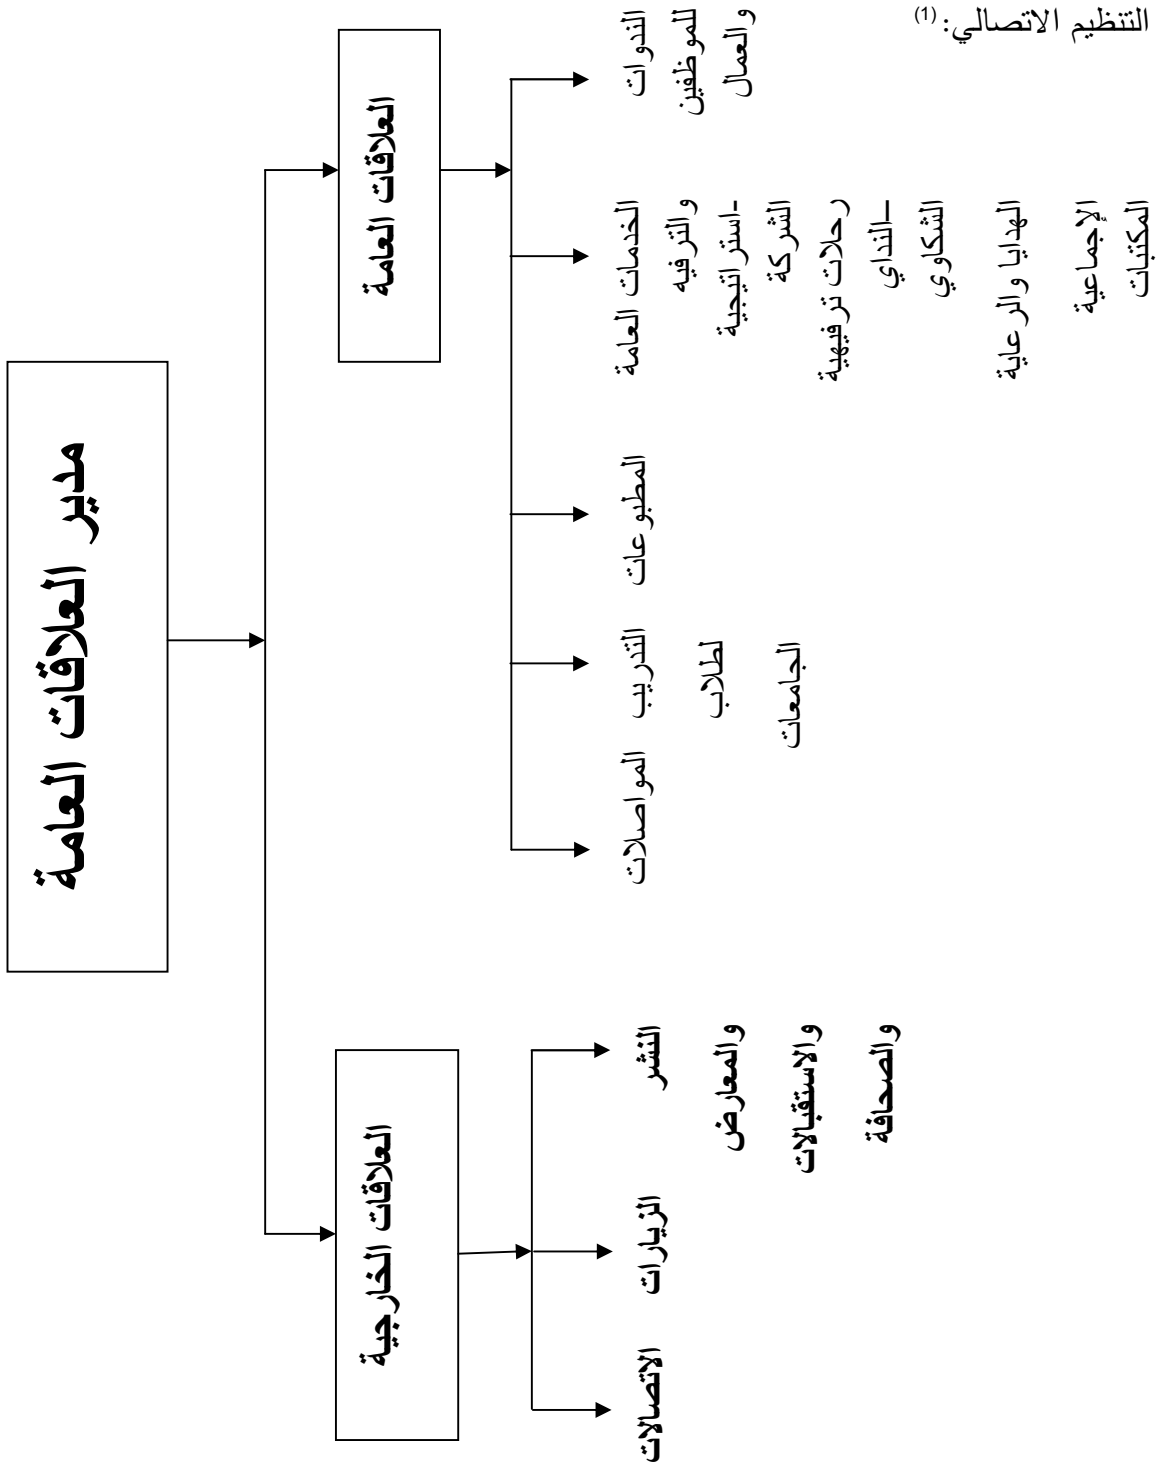 التنظيم الاتصالي: (1)
مدير العلاقات العامة
العلاقات العامة
العلاقات الخارجية
الندوات
للموظفين
والعمال
الخدمات العامة
والترفيه
-استراتيجية
الشركة
رحلات ترفيهية
–النداي
الشكاوي
الهدايا والرعاية
الإجماعية
المكتبات
المطبوعات
التدريب
لطلاب
الجامعات
المواصلات
النشر
والمعارض
والاستقبالات
والصحافة
الزيارات
الاتصالات